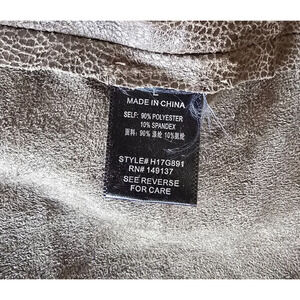 L
MADE IN CHINA
SELF: 90% POLYESTER
10% SPANDEX
面料: 90% 涤纶 10%氨纶
STYLE# H17G891
RN# 149137
SEE REVERSE
FOR CARE